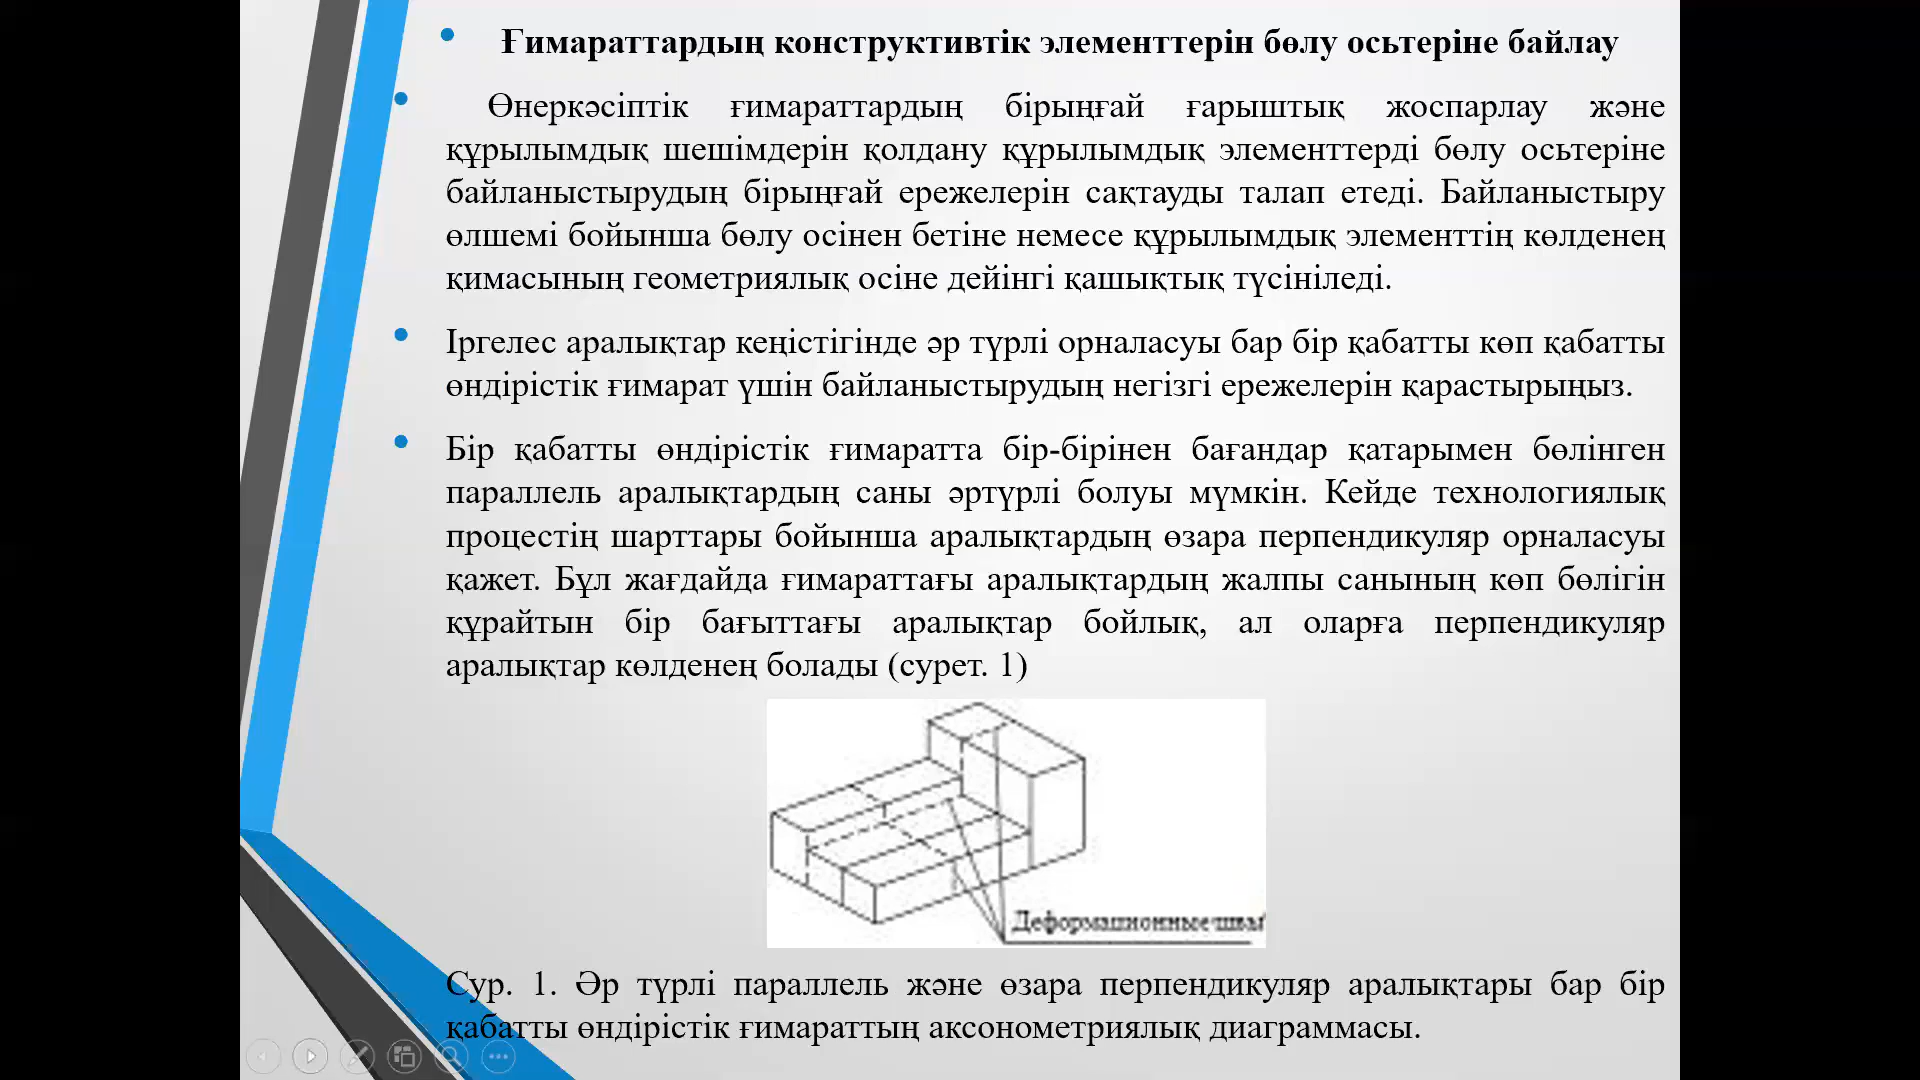 Ғимараттардың конструктивтік элементтерін бөлу осьтеріне байлау
Өнеркәсіптік ғимараттардың бірыңғай ғарыштық жоспарлау және
құрылымдық шешімдерін қолдану құрылымдық элементтерді бөлу осьтеріне
байланыстырудың бірыңғай ережелерін сақтауды талап етеді. Байланыстыру
өлшемі бойынша бөлу осінен бетіне немесе құрылымдық элементтің көлденең
қимасының геометриялық осіне дейінгі қашықтық түсініледі.
Іргелес аралықтар кеңістігінде әр түрлі орналасуы бар бір қабатты көп қабатты
өндірістік ғимарат үшін байланыстырудың негізгі ережелерін қарастырыңыз.
Бір қабатты өндірістік ғимаратта бір-бірінен бағандар қатарымен бөлінген
параллель аралықтардың саны әртүрлі болуы мүмкін. Кейде технологиялық
процестің шарттары бойынша аралықтардың өзара перпендикуляр орналасуы
қажет. Бұл жағдайда ғимараттағы аралықтардың жалпы санының көп бөлігін
құрайтын бір бағыттағы аралықтар бойлық, ал оларға перпендикуляр
аралықтар көлденең болады (сурет. 1)
Деформационные швы
Сур. 1. Әр түрлі параллель және өзара перпендикуляр аралықтары бар бір
қабатты өндірістік ғимараттың аксонометриялық диаграммасы.